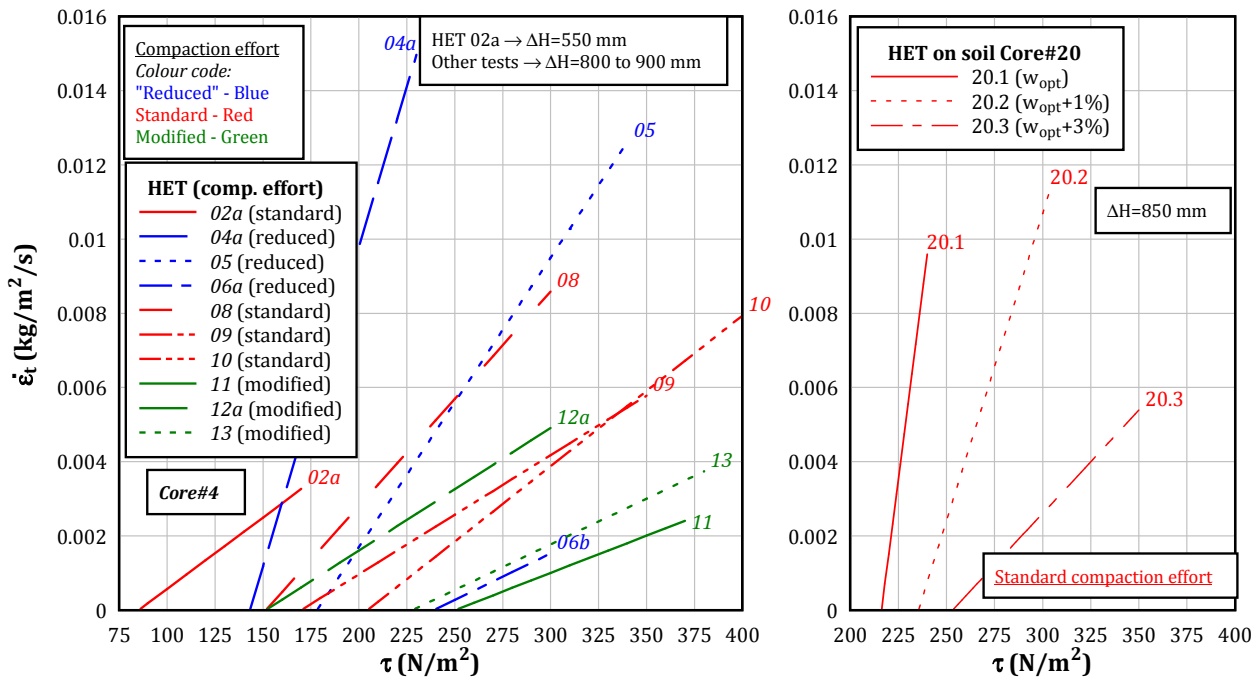 0.016
0.014
0.012
0.01
0.008
0.006
0.004
0.002
0
ε̇t (kg/m²/s)
Compaction effort
Colour code:
"Reduced" - Blue
Standard - Red
Modified - Green
HET 02a → ΔH=550 mm
Other tests → ΔH=800 to 900 mm
HET (comp. effort)
02a (standard)
04a (reduced)
05 (reduced)
06a (reduced)
08 (standard)
09 (standard)
10 (standard)
11 (modified)
12a (modified)
13 (modified)
Core#4
04a
05
08
10
09
12a
02a
13
06b
11
75 100 125 150 175 200 225 250 275 300 325 350 375 400
τ (N/m²)
HET on soil Core#20
20.1 (wopt)
20.2 (wopt+1%)
20.3 (wopt+3%)
ΔH=850 mm
20.2
20.1
20.3
Standard compaction effort
200 225 250 275 300 325 350 375 400
τ (N/m²)